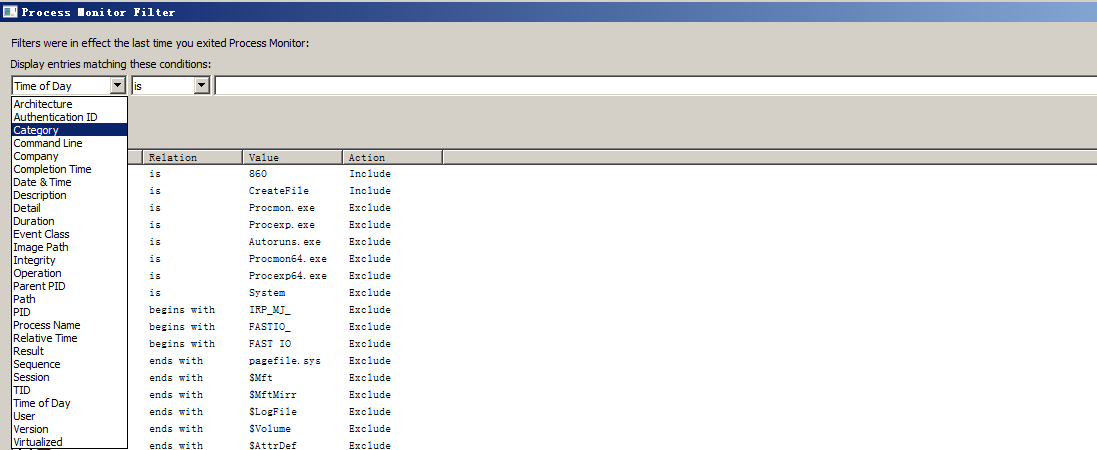 Process Monitor Filter
Filters were in effect the last time you exited Process Monitor:
Display entries matching these conditions:
Time of Day is
Architecture
Authentication ID
Category
Command Line
Company
Completion Time
Date & Time
Description
Detail
Duration
Event Class
Image Path
Integrity
Operation
Parent PID
Path
PID
Process Name
Relative Time
Result
Sequence
Session
TID
Time of Day
User
Version
Virtualized
Relation Value Action
is 860 Include
is CreateFile Include
is Procmon.exe Exclude
is Procexp.exe Exclude
is Autoruns.exe Exclude
is Procmon64.exe Exclude
is Procexp64.exe Exclude
is System Exclude
begins with IRP_MJ_ Exclude
begins with FASTIO_ Exclude
begins with FAST IO Exclude
ends with pagefile.sys Exclude
ends with $Mft Exclude
ends with $MftMirr Exclude
ends with $LogFile Exclude
ends with $Volume Exclude
ends with $AttrDef Exclude